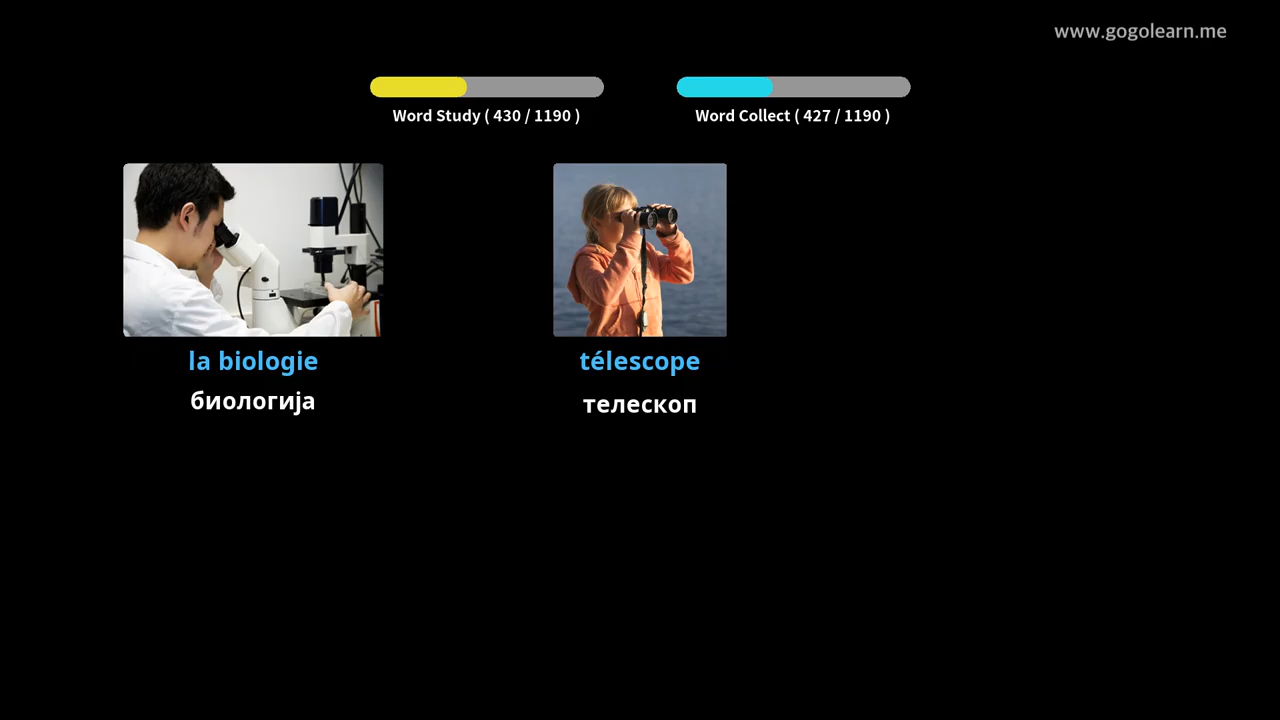 www.gogolearn.me
Word Study ( 430 / 1190 )
Word Collect ( 427 / 1190 )
la biologie
биологија
télescope
телескоп